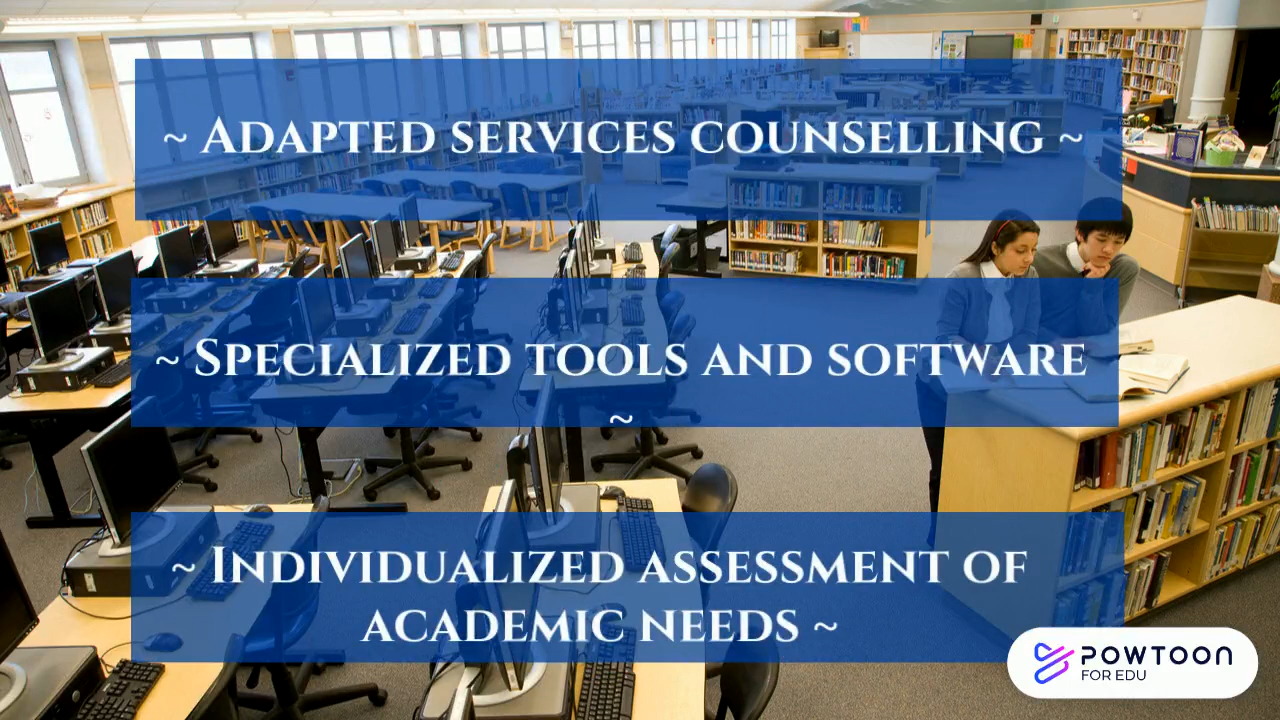 ~ Adapted services counselling ~
~ Specialized tools and software
~
~ Individualized assessment of
academic needs ~
POWTOON
FOR EDU